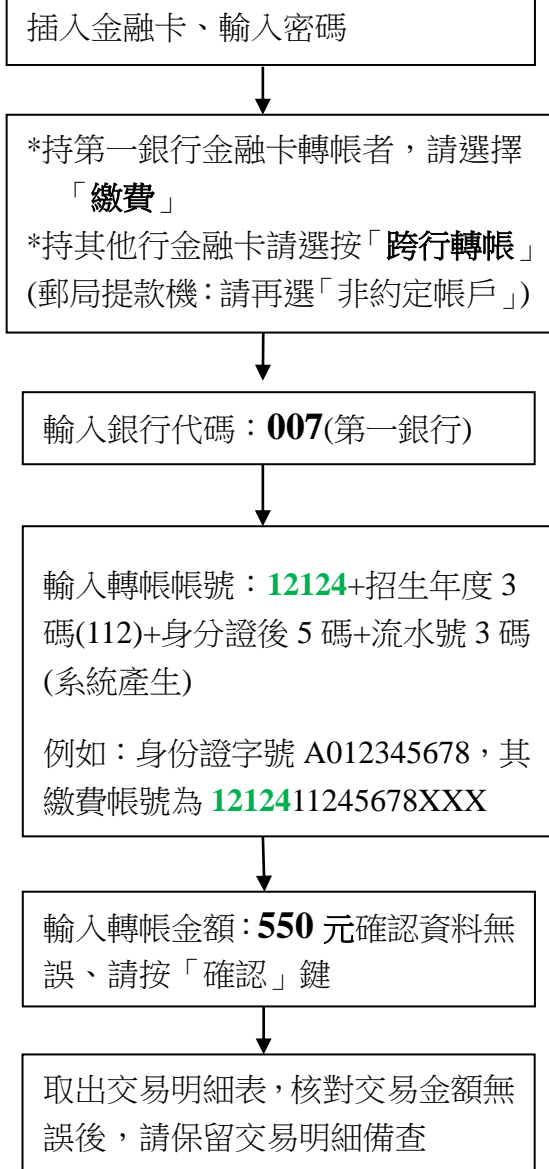 插入金融卡、輸入密碼
*持第一銀行金融卡轉帳者,請選擇
「繳費」
*持其他行金融卡請選按「跨行轉帳」
(郵局提款機:請再選「非約定帳戶」)
輸入銀行代碼:007(第一銀行)
輸入轉帳帳號:12124+招生年度 3
碼(112)+身分證後 5 碼+流水號 3 碼
(系統產生)
例如:身份證字號 A012345678,其
繳費帳號為 1212411245678XXX
輸入轉帳金額:550 元確認資料無
誤、請按「確認」鍵
取出交易明細表,核對交易金額無
誤後,請保留交易明細備查